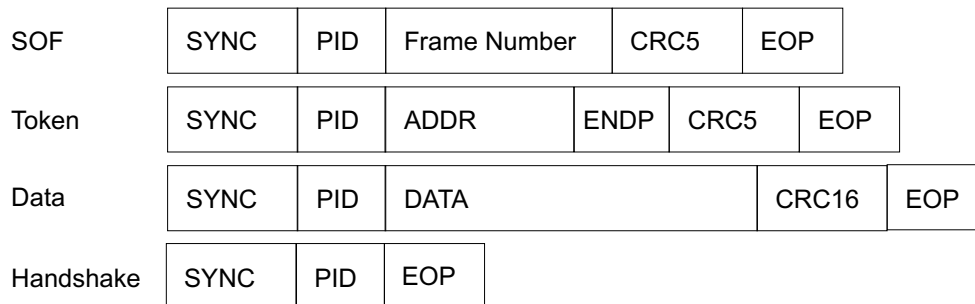 SOF SYNC PID Frame Number CRC5 EOP
Token SYNC PID ADDR ENDP CRC5 EOP
Data SYNC PID DATA CRC16 EOP
Handshake SYNC PID EOP